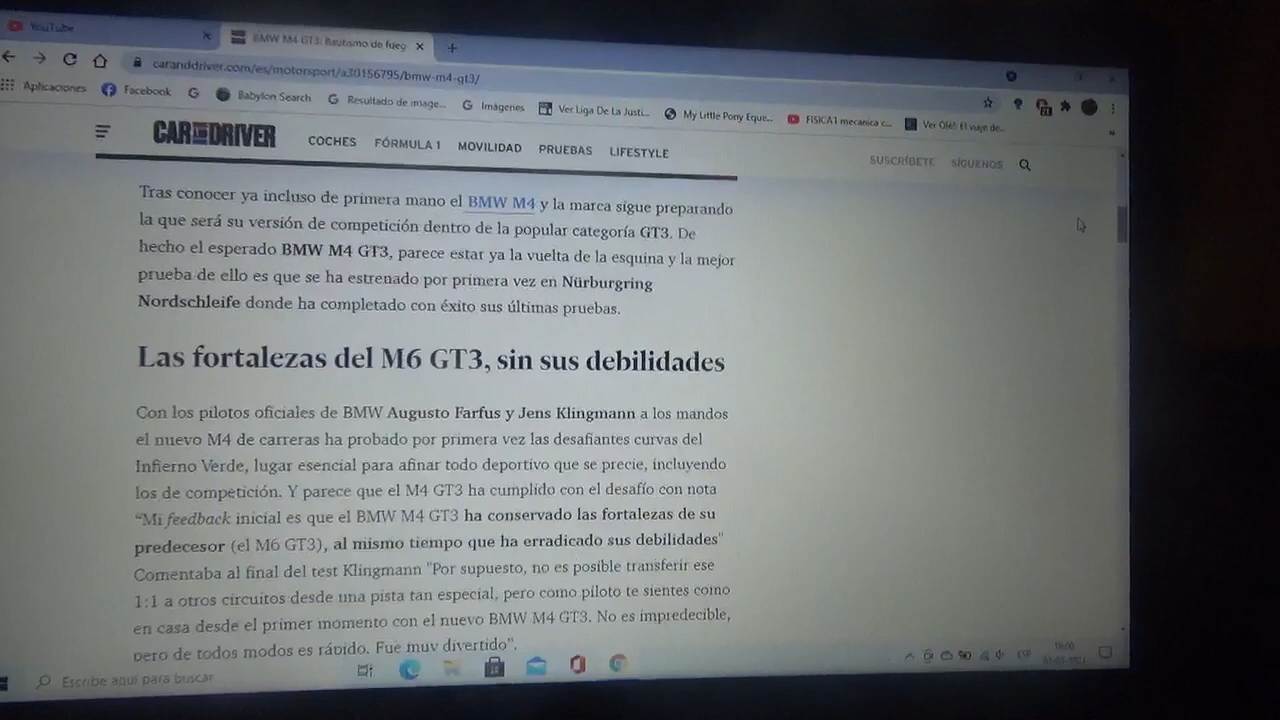 YouTube
BMW M4 GT3: Bautismo de fueg
caranddriver.com/es/motorsport/a30156795/bmw-m4-gt3/
Aplicaciones Facebook Babylon Search Resultado de image... Imágenes Ver Liga De La Justi... My Little Pony Eque... FISICA1 mecanica c... Ver Olé! El viaje de...
CAR AND DRIVER COCHES FÓRMULA 1 MOVILIDAD PRUEBAS LIFESTYLE SUSCRÍBETE SÍGUENOS
Tras conocer ya incluso de primera mano el BMW M4 y la marca sigue preparando
la que será su versión de competición dentro de la popular categoría GT3. De
hecho el esperado BMW M4 GT3, parece estar ya la vuelta de la esquina y la mejor
prueba de ello es que se ha estrenado por primera vez en Nürburgring
Nordschleife donde ha completado con éxito sus últimas pruebas.
Las fortalezas del M6 GT3, sin sus debilidades
Con los pilotos oficiales de BMW Augusto Farfus y Jens Klingmann a los mandos
el nuevo M4 de carreras ha probado por primera vez las desafiantes curvas del
Infierno Verde, lugar esencial para afinar todo deportivo que se precie, incluyendo
los de competición. Y parece que el M4 GT3 ha cumplido con el desafío con nota
“Mi feedback inicial es que el BMW M4 GT3 ha conservado las fortalezas de su
predecesor (el M6 GT3), al mismo tiempo que ha erradicado sus debilidades"
Comentaba al final del test Klingmann "Por supuesto, no es posible transferir ese
1:1 a otros circuitos desde una pista tan especial, pero como piloto te sientes como
en casa desde el primer momento con el nuevo BMW M4 GT3. No es impredecible,
pero de todos modos es rápido. Fue muy divertido".
Escribe aquí para buscar ESP